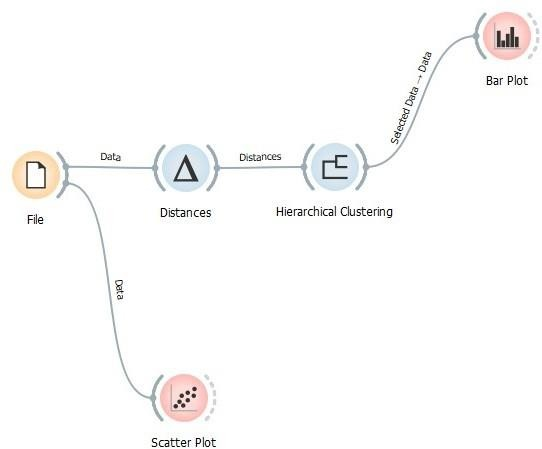 Selected Data → Data
Bar Plot
Data
Distances
File
Distances
Hierarchical Clustering
Data
Scatter Plot